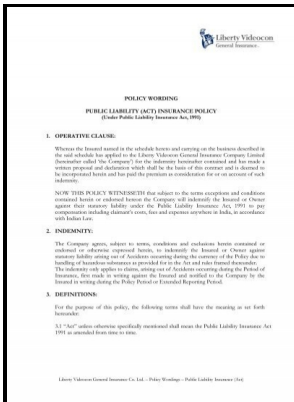 Liberty Videocon
General Insurance
POLICY WORDING
PUBLIC LIABILITY (ACT) INSURANCE POLICY
(Under Public Liability Insurance Act, 1991)
1. OPERATIVE CLAUSE:
Whereas the Insured named in the schedule hereto and carrying on the business described in
the said schedule has applied to the Liberty Videocon General Insurance Company Limited
(hereinafter called 'the Company') for the indemnity hereinafter contained and has made a
written proposal and declaration which shall be the basis of this contract and is deemed to
be incorporated herein and has paid the premium as consideration for or on account of such
indemnity.
NOW THIS POLICY WITNESSETH that subject to the terms exceptions and conditions
contained herein or endorsed hereon the Company will indemnify the Insured or Owner
against their statutory liability under the Public Liability Insurance Act, 1991 to pay
compensation including claimant's costs, fees and expenses anywhere in India, in accordance
with Indian Law.
2. INDEMNITY:
The Company agrees, subject to terms, conditions and exclusions herein contained or
endorsed or otherwise expressed herein, to indemnify the Insured or Owner against
statutory liability arising out of Accidents occurring during the currency of the Policy due to
handling of hazardous substances as provided for in the Act and rules framed thereunder.
The indemnity only applies to claims, arising out of Accidents occurring during the Period of
Insurance, first made in writing against the Insured and notified to the Company by the
Insured in writing during the Policy Period or Extended Reporting Period.
3. DEFINITIONS:
For the purpose of this policy, the following terms shall have the meaning as set forth
hereunder:
3.1 "Act" unless otherwise specifically mentioned shall mean the Public Liability Insurance Act
1991 as amended from time to time.
Liberty Videocon General Insurance Co. Ltd. – Policy Wordings – Public Liability Insurance (Act)